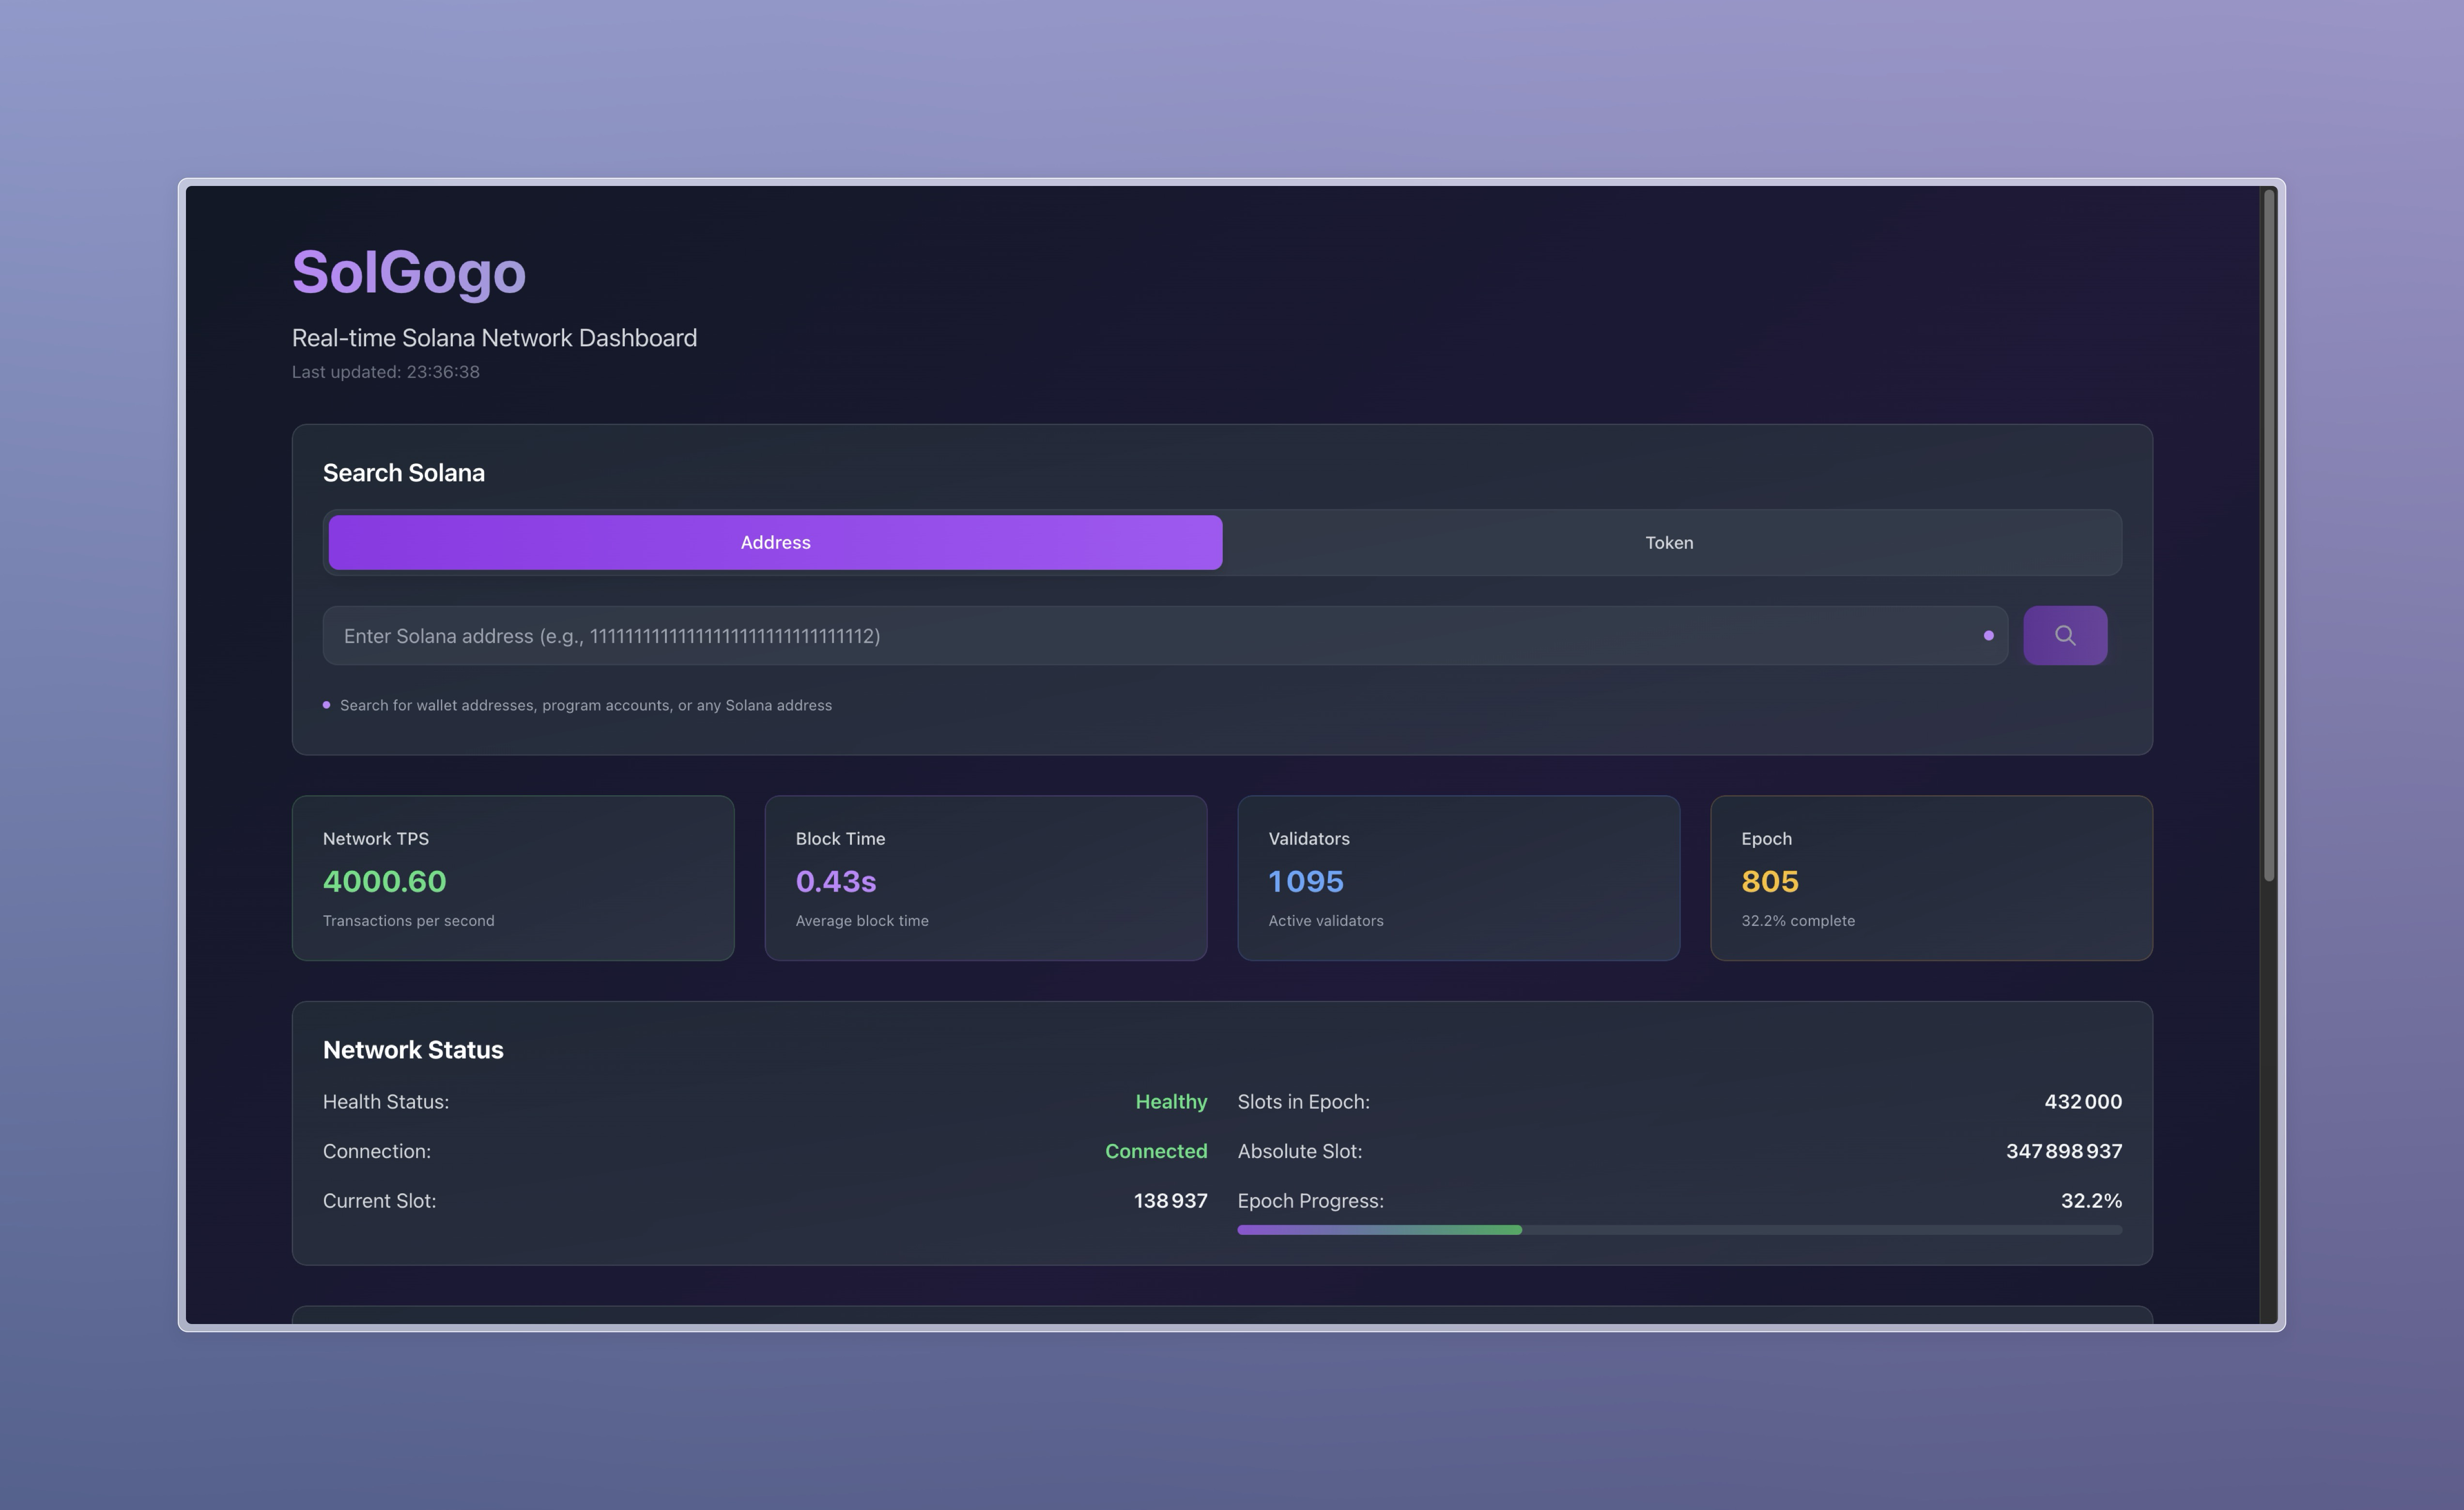 SolGogo
Real-time Solana Network Dashboard
Last updated: 23:36:38
Search Solana
Address
Token
Enter Solana address (e.g., 11111111111111111111111111111112)
Search for wallet addresses, program accounts, or any Solana address
Network TPS
4000.60
Transactions per second
Block Time
0.43s
Average block time
Validators
1 095
Active validators
Epoch
805
32.2% complete
Network Status
Health Status: Healthy
Slots in Epoch: 432 000
Connection: Connected
Absolute Slot: 347 898 937
Current Slot: 138 937
Epoch Progress: 32.2%